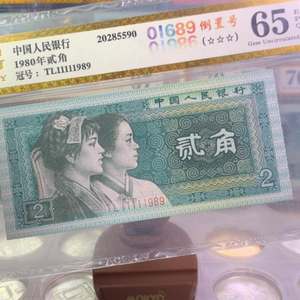 中国人民银行 20285590
1980年贰角
冠号：TL11111989
01689 倒置号
01986 (☆☆☆)
65
Gem Uncirculated
中国人民银行
贰角
2
2